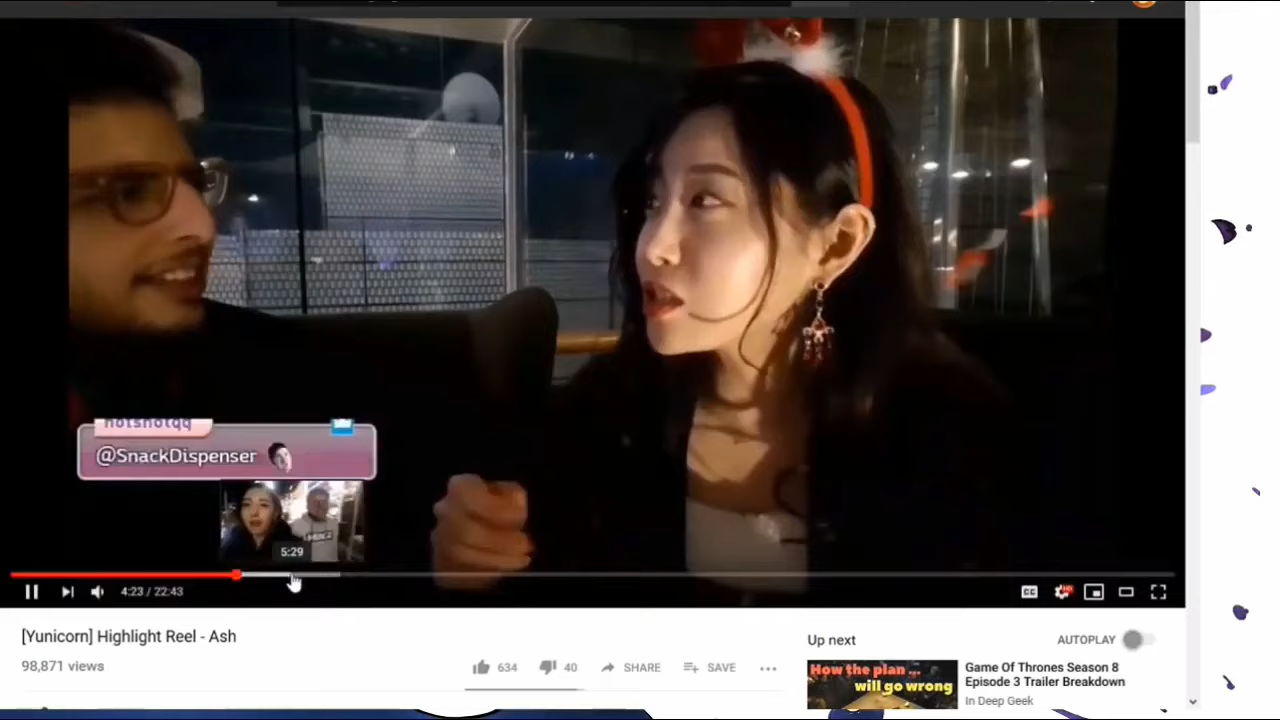 hotshotqq
@SnackDispenser
5:29
4:23 / 22:43
CC
HD
[Yunicorn] Highlight Reel - Ash
98,871 views
634
40
SHARE
SAVE
Up next
AUTOPLAY
How the plan ...
will go wrong
Game Of Thrones Season 8
Episode 3 Trailer Breakdown
In Deep Geek